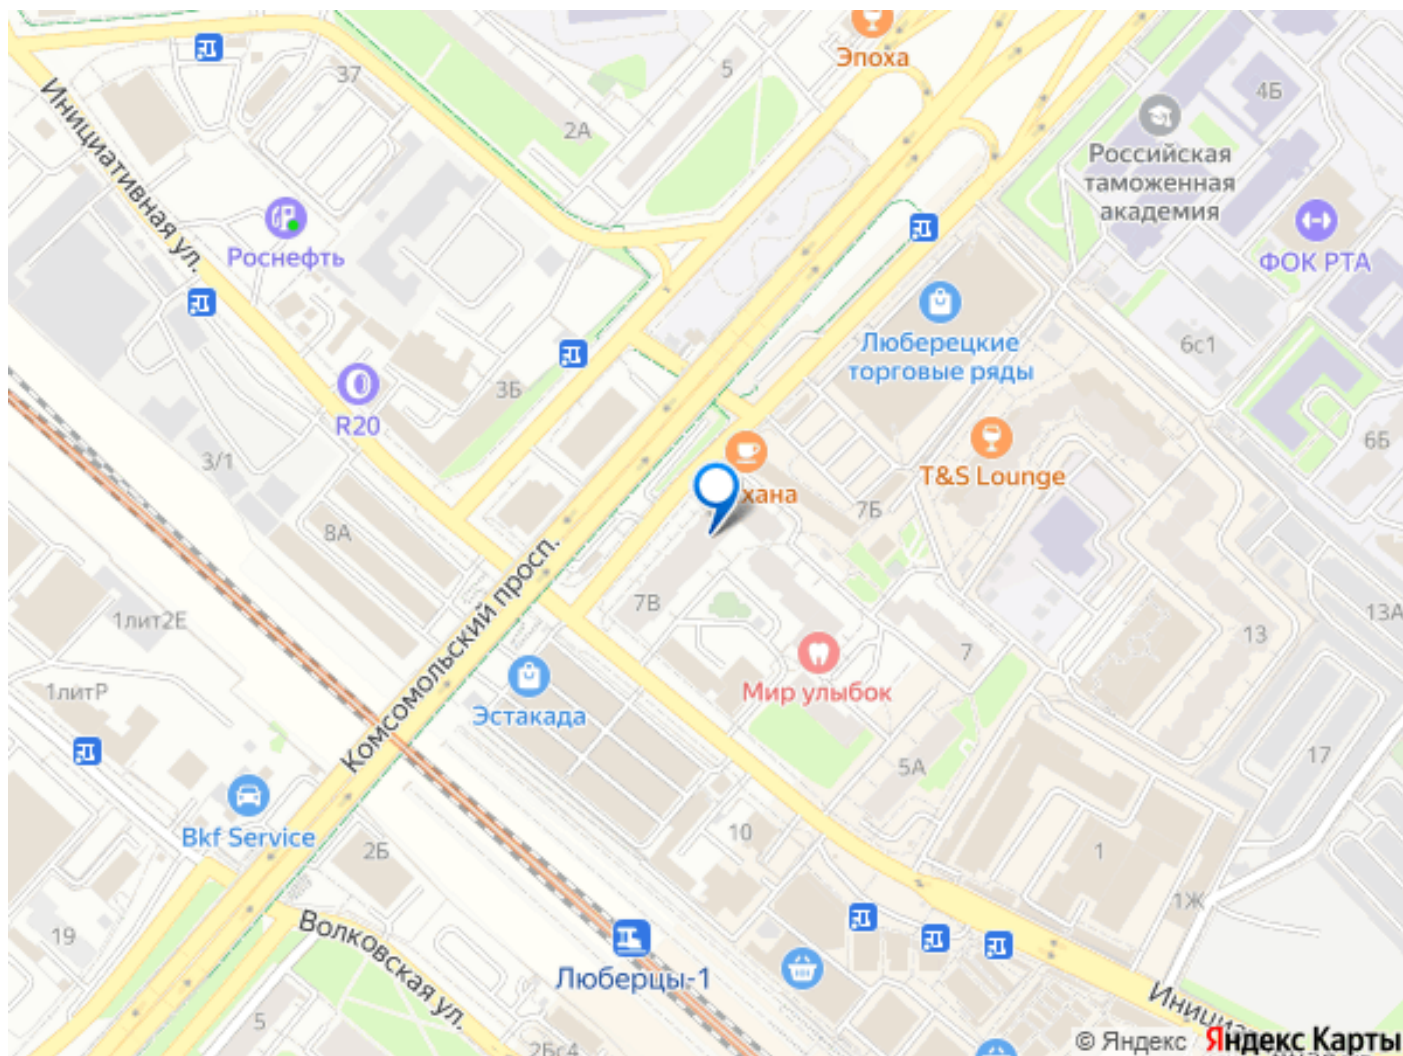 Эпоха
5
37
2А
4Б
Российская
таможенная
академия
Инициативная ул.
Роснефть
ФОК РТА
Люберецкие
торговые ряды
6с1
3Б
R20
6Б
3/1
T&S Lounge
хана
7Б
8А
Комсомольский просп.
7В
1лит2Е
13А
13
7
Мир улыбок
1литР
Эстакада
17
5А
Bkf Service
10
2Б
1
1Ж
19
Волковская ул.
Люберцы-1
5
2Бс4
© Яндекс Яндекс Карты